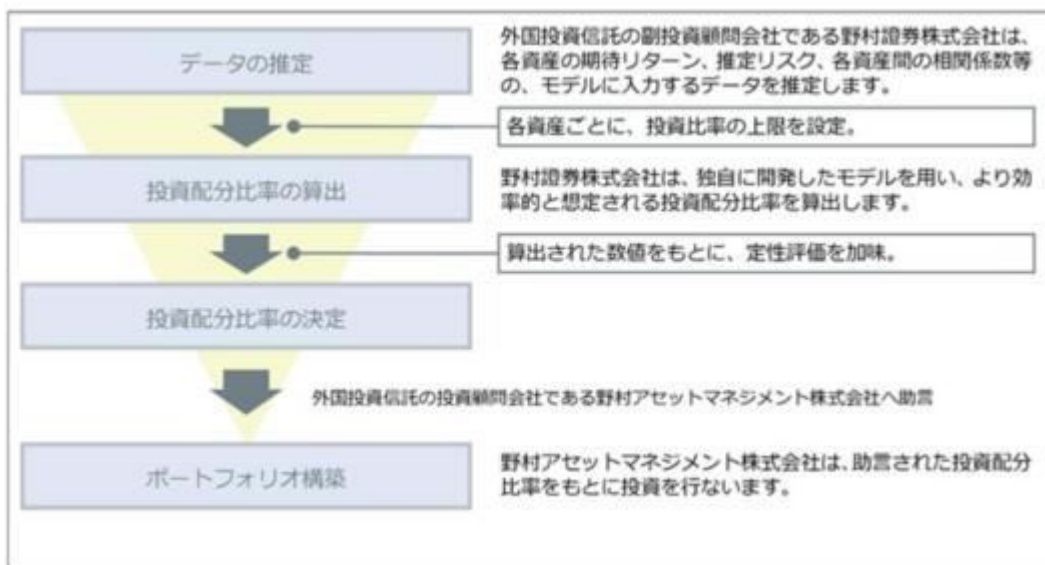 データの推定
外国投資信託の副投資顧問会社である野村證券株式会社は、
各資産の期待リターン、推定リスク、各資産間の相関係数等
の、モデルに入力するデータを推定します。
各資産ごとに、投資比率の上限を設定。
投資配分比率の算出
野村證券株式会社は、独自に開発したモデルを用い、より効
率的と想定される投資配分比率を算出します。
算出された数値をもとに、定性評価を加味。
投資配分比率の決定
外国投資信託の投資顧問会社である野村アセットマネジメント株式会社へ助言
ポートフォリオ構築
野村アセットマネジメント株式会社は、助言された投資配分
比率をもとに投資を行ないます。